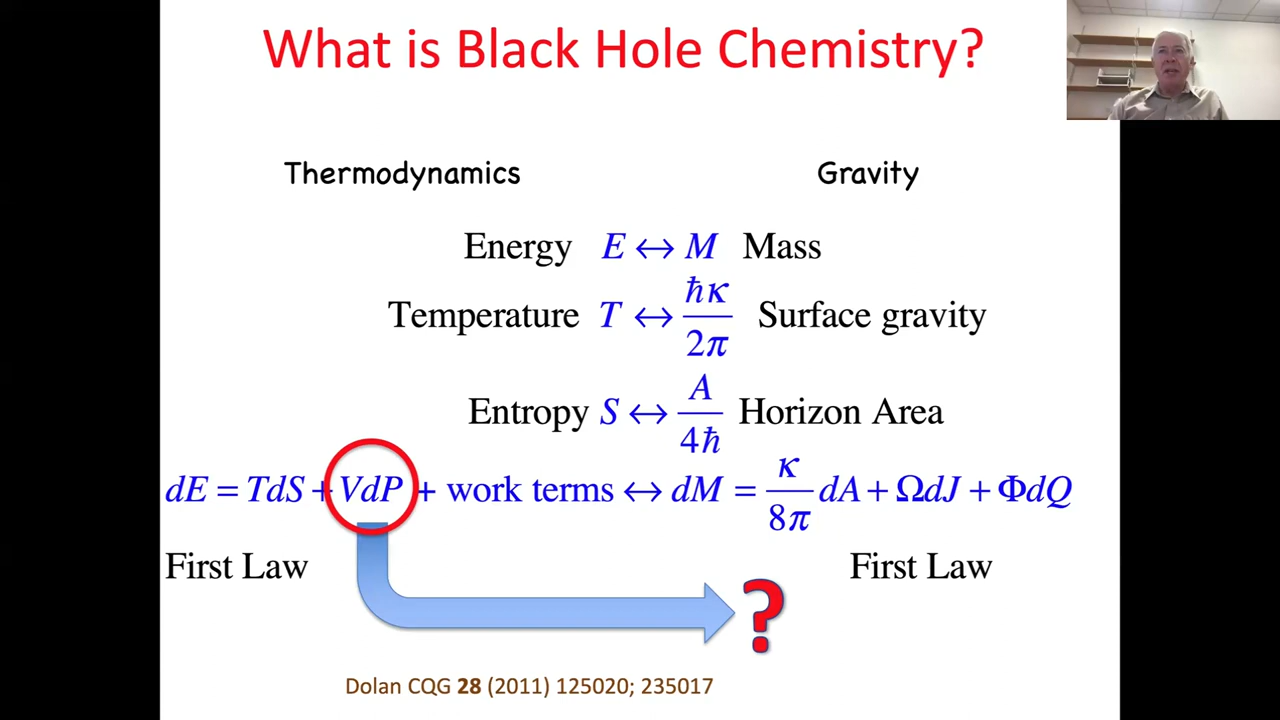 What is Black Hole Chemistry?
Thermodynamics Gravity
Energy E ↔ M Mass
Temperature T ↔ ħκ/2π Surface gravity
Entropy S ↔ A/4ħ Horizon Area
dE = TdS + VdP + work terms ↔ dM = κ/8π dA + ΩdJ + ΦdQ
First Law First Law
?
Dolan CQG 28 (2011) 125020; 235017